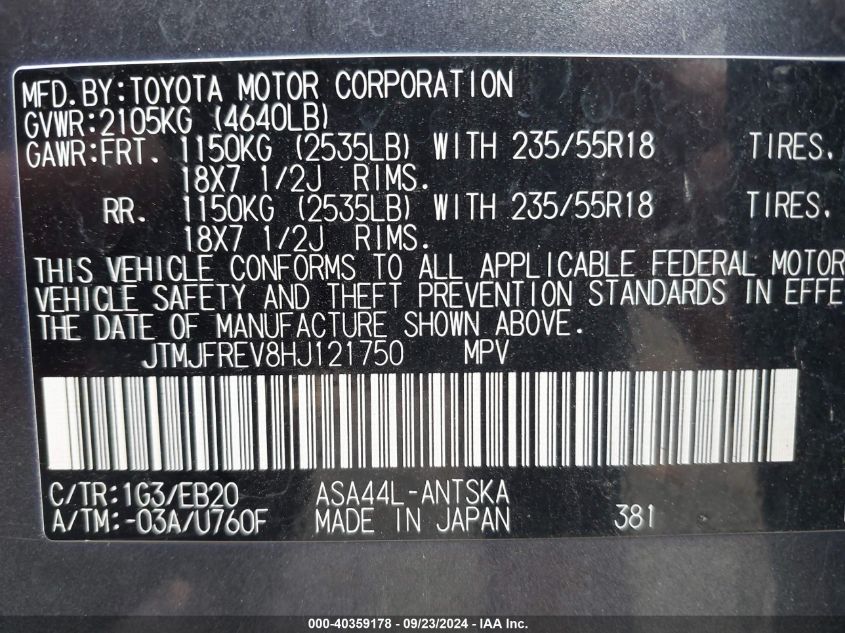 MFD.BY:TOYOTA MOTOR CORPORATION
GVWR:2105KG (4640LB)
GAWR:FRT. 1150KG (2535LB) WITH 235/55R18 TIRES.
18X7 1/2J RIMS.
RR. 1150KG (2535LB) WITH 235/55R18 TIRES.
18X7 1/2J RIMS.
THIS VEHICLE CONFORMS TO ALL APPLICABLE FEDERAL MOTOR
VEHICLE SAFETY AND THEFT PREVENTION STANDARDS IN EFFE
THE DATE OF MANUFACTURE SHOWN ABOVE.
JTMJFREV8HJ121750 MPV
C/TR:1G3/EB20 ASA44L-ANTSKA
A/TM:-03A/U760F MADE IN JAPAN 381
000-40359178 - 09/23/2024 - IAA Inc.